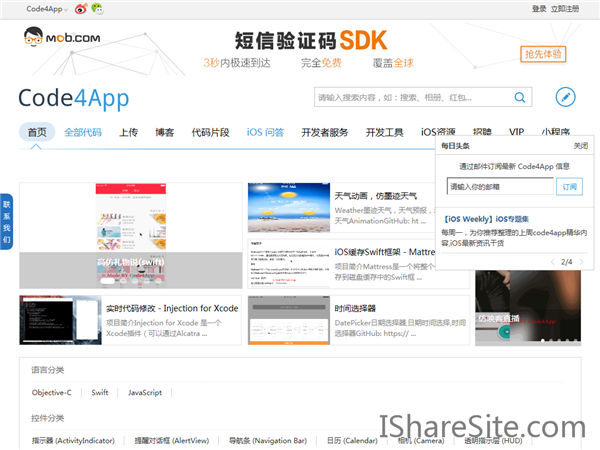 Code4App
登录 立即注册
MOB.COM
短信验证码SDK
3秒内极速到达 完全免费 覆盖全球
抢先体验
Code4App
请输入搜索内容，如：搜索、相册、红包...
首页 全部代码 上传 博客 代码片段 iOS 问答 开发者服务 开发工具 iOS资源 招聘 VIP 小程序
每日头条 关闭
通过邮件订阅最新 Code4App 信息
请输入你的邮箱 订阅
【iOS Weekly】iOS专题集
每周一，为你推荐整理的上周code4app精华内
容,iOS最新资讯干货
2/4
联系我们
高仿礼物说(swift)
天气动画，仿墨迹天气
Weather墨迹天气，天气预报，
天气AnimationGitHub: ht ...
iOS缓存Swift框架 - Mattress
项目简介Mattress是一个将整个
存到磁盘缓存中的Swift框 ...
实时代码修改 - Injection for Xcode
项目简介Injection for Xcode 是一个
Xcode插件（可以通过Alcatra ...
时间选择器
DatePicker日期选择器,日期时间选择,时间
选择器GitHub: https:// ...
仿映客直播
语言分类
Objective-C Swift JavaScript
控件分类
指示器 (ActivityIndicator) 提醒对话框 (AlertView) 导航条 (Navigation Bar) 日历 (Calendar) 相机 (Camera) 透明指示层 (HUD)
IShareSite.com